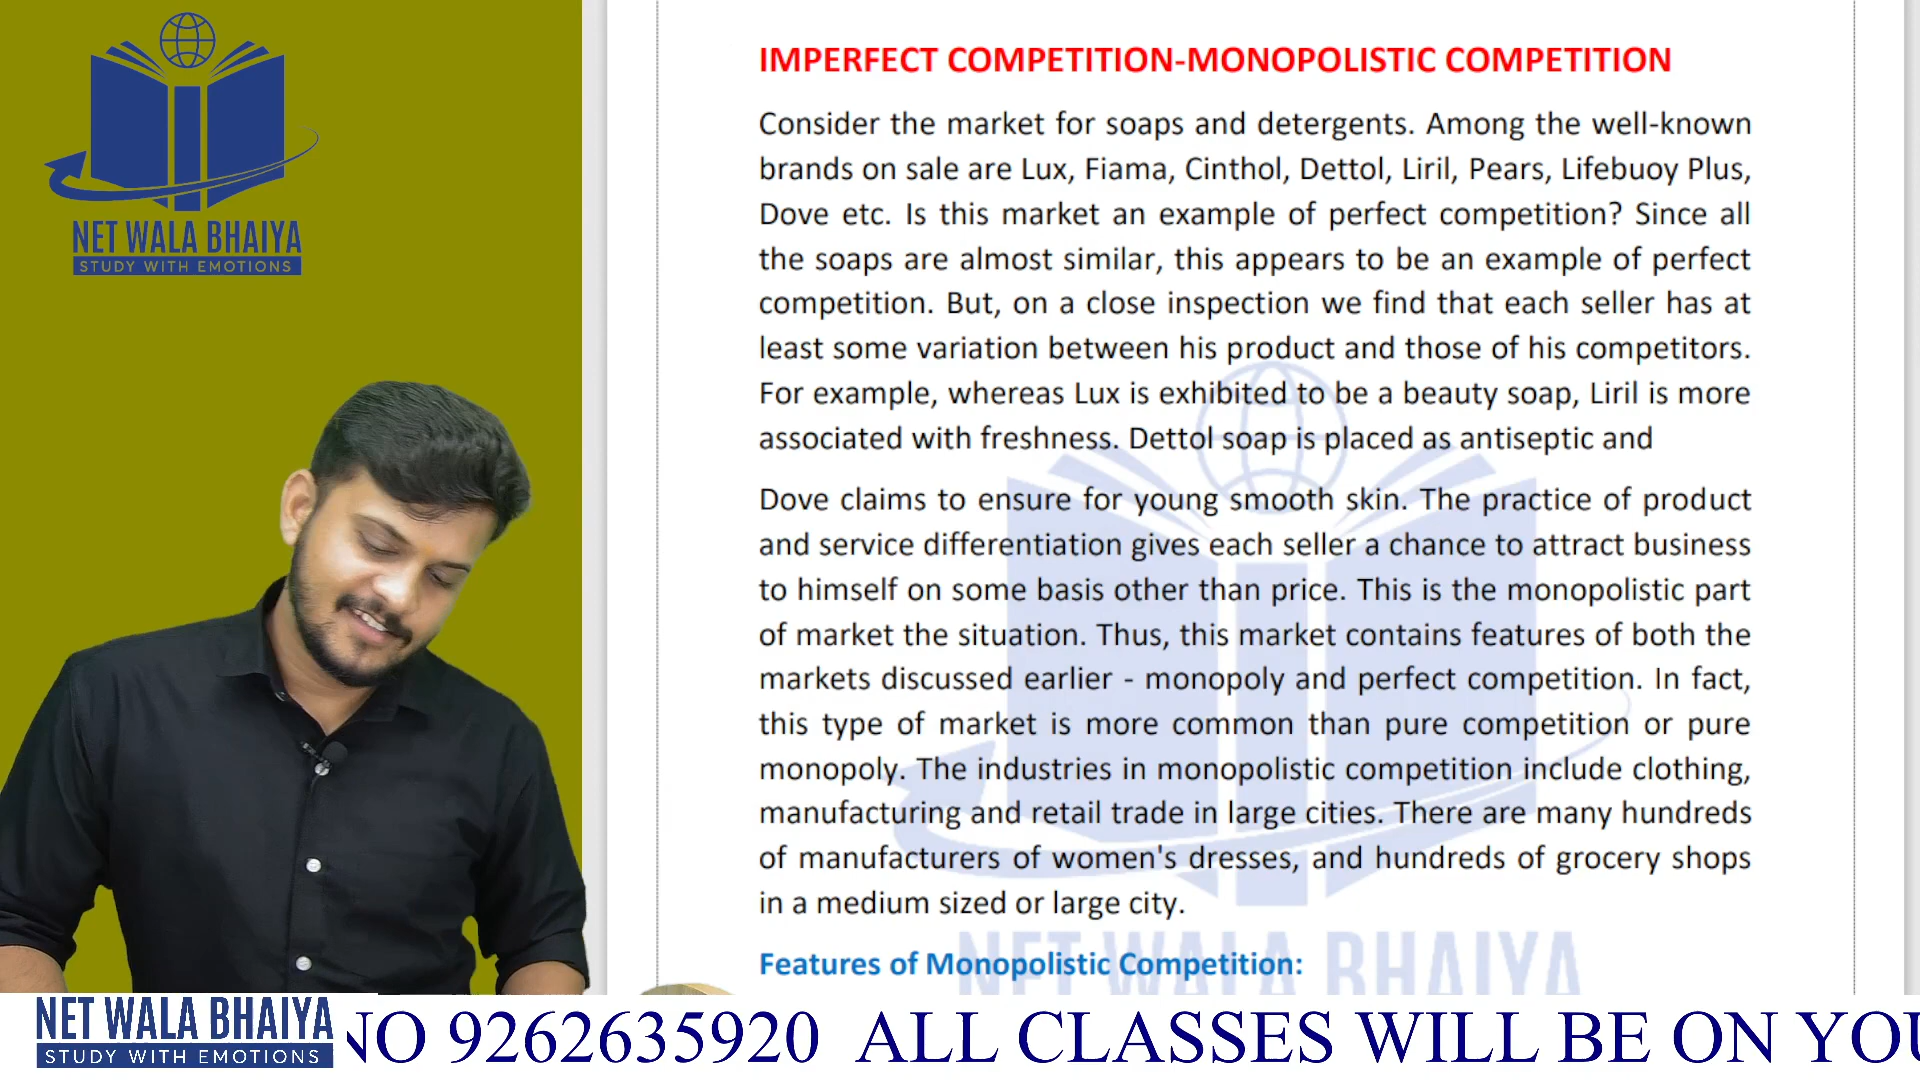 NET WALA BHAIYA
STUDY WITH EMOTIONS
IMPERFECT COMPETITION-MONOPOLISTIC COMPETITION
Consider the market for soaps and detergents. Among the well-known
brands on sale are Lux, Fiama, Cinthol, Dettol, Liril, Pears, Lifebuoy Plus,
Dove etc. Is this market an example of perfect competition? Since all
the soaps are almost similar, this appears to be an example of perfect
competition. But, on a close inspection we find that each seller has at
least some variation between his product and those of his competitors.
For example, whereas Lux is exhibited to be a beauty soap, Liril is more
associated with freshness. Dettol soap is placed as antiseptic and
Dove claims to ensure for young smooth skin. The practice of product
and service differentiation gives each seller a chance to attract business
to himself on some basis other than price. This is the monopolistic part
of market the situation. Thus, this market contains features of both the
markets discussed earlier - monopoly and perfect competition. In fact,
this type of market is more common than pure competition or pure
monopoly. The industries in monopolistic competition include clothing,
manufacturing and retail trade in large cities. There are many hundreds
of manufacturers of women's dresses, and hundreds of grocery shops
in a medium sized or large city.
Features of Monopolistic Competition:
NET WALA BHAIYA
NET WALA BHAIYA
STUDY WITH EMOTIONS
NO 9262635920 ALL CLASSES WILL BE ON YOU